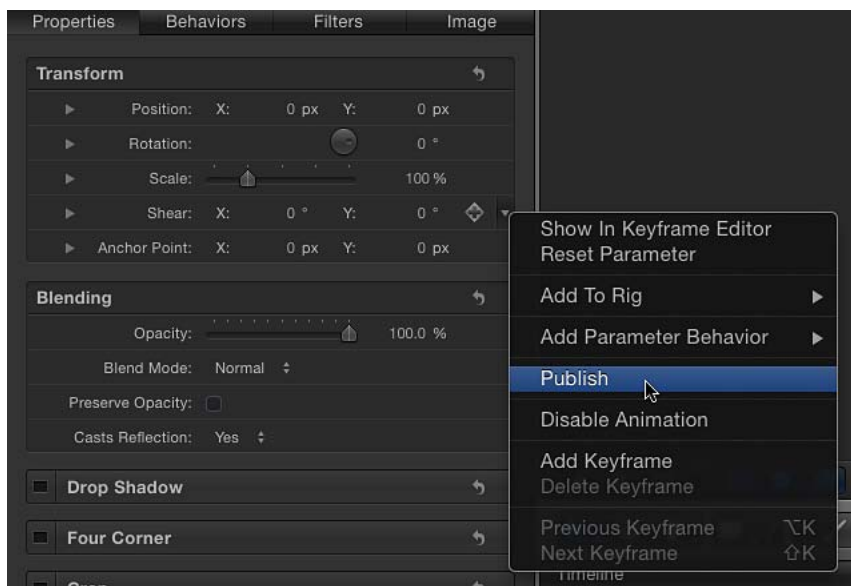 Properties Behaviors Filters Image
Transform
Position: X: 0 px Y: 0 px
Rotation: 0 °
Scale: 100 %
Shear: X: 0 ° Y: 0 °
Anchor Point: X: 0 px Y: 0 px
Blending
Opacity: 100.0 %
Blend Mode: Normal
Preserve Opacity:
Casts Reflection: Yes
Drop Shadow
Four Corner
Crop
Show In Keyframe Editor
Reset Parameter
Add To Rig
Add Parameter Behavior
Publish
Disable Animation
Add Keyframe
Delete Keyframe
Previous Keyframe ⌥K
Next Keyframe ⇧K
Timeline